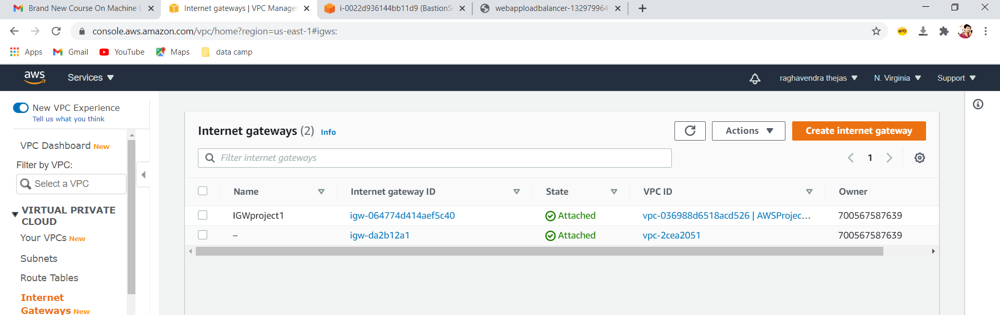 Brand New Course On Machine L
Internet gateways | VPC Manager
i-0022d936144bb11d9 (BastionSe
webapploadbalancer-132979964
console.aws.amazon.com/vpc/home?region=us-east-1#igws:
Apps Gmail YouTube Maps data camp
aws Services raghavendra thejas N. Virginia Support
New VPC Experience
Tell us what you think
VPC Dashboard New
Filter by VPC:
Select a VPC
VIRTUAL PRIVATE
CLOUD
Your VPCs New
Subnets
Route Tables
Internet
Gateways New
Internet gateways (2) Info
Actions Create internet gateway
Filter internet gateways
1
Name Internet gateway ID State VPC ID Owner
IGWproject1 igw-064774d414aef5c40 Attached vpc-036988d6518acd526 | AWSProjec... 700567587639
– igw-da2b12a1 Attached vpc-2cea2051 700567587639